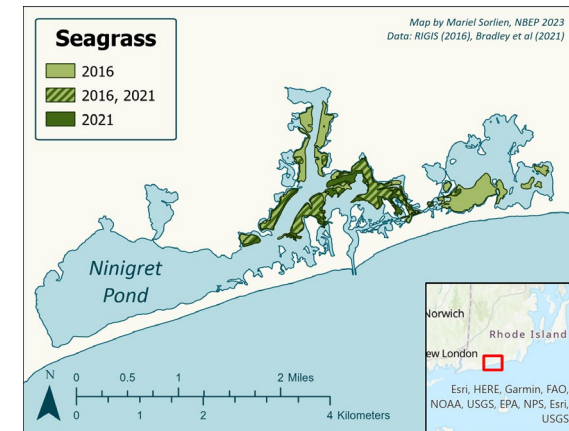 Map by Mariel Sorlien, NBEP 2023
Data: RIGIS (2016), Bradley et al (2021)
Seagrass
2016
2016, 2021
2021
Ninigret
Pond
N
0 0.5 1 2 Miles
0 1 2 4 Kilometers
Norwich
Rhode Island
ew London
Esri, HERE, Garmin, FAO,
NOAA, USGS, EPA, NPS, Esri,
USGS